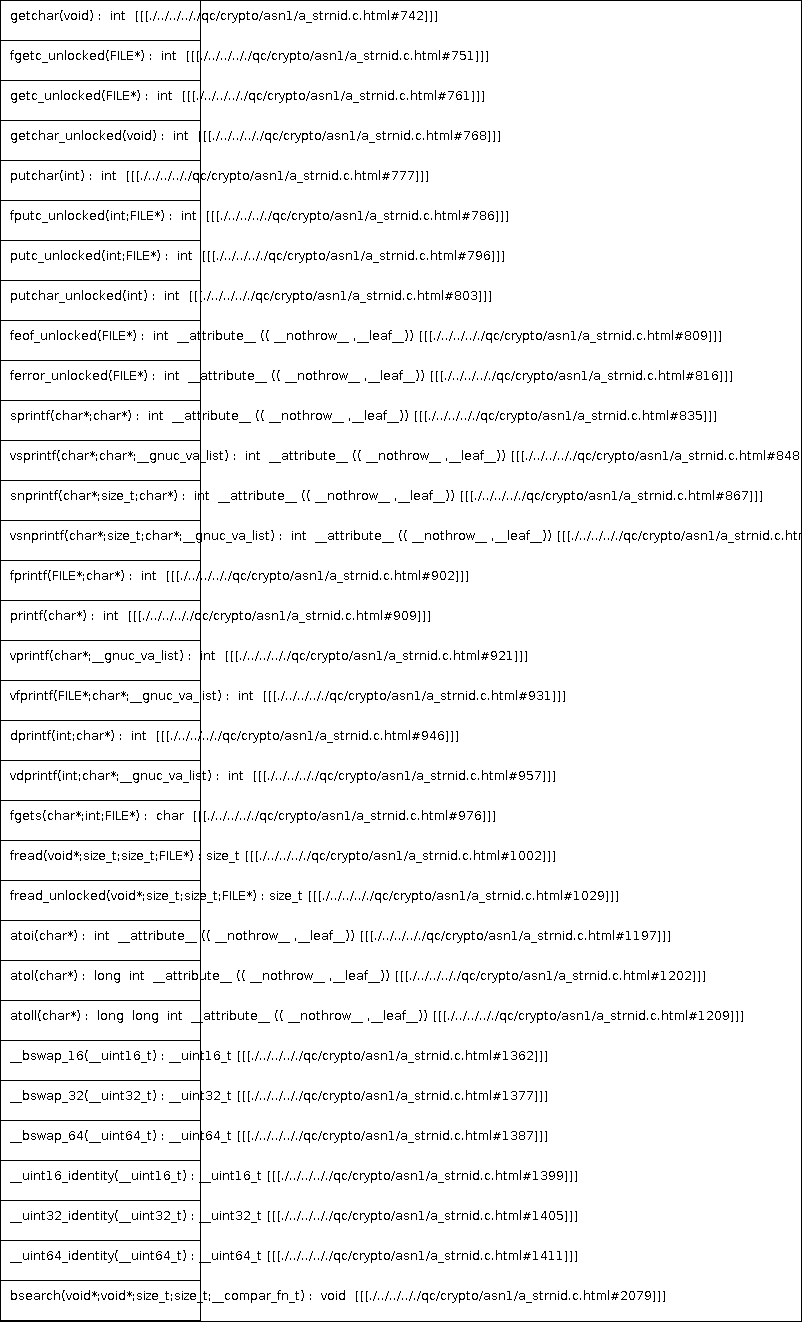 getchar(void) : int [[[./../../../qc/crypto/asn1/a_strnid.c.html#742]]]
fgetc_unlocked(FILE*) : int [[[./../../../qc/crypto/asn1/a_strnid.c.html#751]]]
getc_unlocked(FILE*) : int [[[./../../../qc/crypto/asn1/a_strnid.c.html#761]]]
getchar_unlocked(void) : int [[[./../../../qc/crypto/asn1/a_strnid.c.html#768]]]
putchar(int) : int [[[./../../../qc/crypto/asn1/a_strnid.c.html#777]]]
fputc_unlocked(int;FILE*) : int [[[./../../../qc/crypto/asn1/a_strnid.c.html#786]]]
putc_unlocked(int;FILE*) : int [[[./../../../qc/crypto/asn1/a_strnid.c.html#796]]]
putchar_unlocked(int) : int [[[./../../../qc/crypto/asn1/a_strnid.c.html#803]]]
feof_unlocked(FILE*) : int __attribute__ (( __nothrow__ ,__leaf__)) [[[./../../../qc/crypto/asn1/a_strnid.c.html#809]]]
ferror_unlocked(FILE*) : int __attribute__ (( __nothrow__ ,__leaf__)) [[[./../../../qc/crypto/asn1/a_strnid.c.html#816]]]
sprintf(char*;char*) : int __attribute__ (( __nothrow__ ,__leaf__)) [[[./../../../qc/crypto/asn1/a_strnid.c.html#835]]]
vsprintf(char*;char*;__gnuc_va_list) : int __attribute__ (( __nothrow__ ,__leaf__)) [[[./../../../qc/crypto/asn1/a_strnid.c.html#848
snprintf(char*;size_t;char*) : int __attribute__ (( __nothrow__ ,__leaf__)) [[[./../../../qc/crypto/asn1/a_strnid.c.html#867]]]
vsnprintf(char*;size_t;char*;__gnuc_va_list) : int __attribute__ (( __nothrow__ ,__leaf__)) [[[./../../../qc/crypto/asn1/a_strnid.c.htr
fprintf(FILE*;char*) : int [[[./../../../qc/crypto/asn1/a_strnid.c.html#902]]]
printf(char*) : int [[[./../../../qc/crypto/asn1/a_strnid.c.html#909]]]
vprintf(char*;__gnuc_va_list) : int [[[./../../../qc/crypto/asn1/a_strnid.c.html#921]]]
vfprintf(FILE*;char*;__gnuc_va_list) : int [[[./../../../qc/crypto/asn1/a_strnid.c.html#931]]]
dprintf(int;char*) : int [[[./../../../qc/crypto/asn1/a_strnid.c.html#946]]]
vdprintf(int;char*;__gnuc_va_list) : int [[[./../../../qc/crypto/asn1/a_strnid.c.html#957]]]
fgets(char*;int;FILE*) : char [[[./../../../qc/crypto/asn1/a_strnid.c.html#976]]]
fread(void*;size_t;size_t;FILE*) : size_t [[[./../../../qc/crypto/asn1/a_strnid.c.html#1002]]]
fread_unlocked(void*;size_t;size_t;FILE*) : size_t [[[./../../../qc/crypto/asn1/a_strnid.c.html#1029]]]
atoi(char*) : int __attribute__ (( __nothrow__ ,__leaf__)) [[[./../../../qc/crypto/asn1/a_strnid.c.html#1197]]]
atol(char*) : long int __attribute__ (( __nothrow__ ,__leaf__)) [[[./../../../qc/crypto/asn1/a_strnid.c.html#1202]]]
atoll(char*) : long long int __attribute__ (( __nothrow__ ,__leaf__)) [[[./../../../qc/crypto/asn1/a_strnid.c.html#1209]]]
__bswap_16(__uint16_t) : __uint16_t [[[./../../../qc/crypto/asn1/a_strnid.c.html#1362]]]
__bswap_32(__uint32_t) : __uint32_t [[[./../../../qc/crypto/asn1/a_strnid.c.html#1377]]]
__bswap_64(__uint64_t) : __uint64_t [[[./../../../qc/crypto/asn1/a_strnid.c.html#1387]]]
__uint16_identity(__uint16_t) : __uint16_t [[[./../../../qc/crypto/asn1/a_strnid.c.html#1399]]]
__uint32_identity(__uint32_t) : __uint32_t [[[./../../../qc/crypto/asn1/a_strnid.c.html#1405]]]
__uint64_identity(__uint64_t) : __uint64_t [[[./../../../qc/crypto/asn1/a_strnid.c.html#1411]]]
bsearch(void*;void*;size_t;size_t;__compar_fn_t) : void [[[./../../../qc/crypto/asn1/a_strnid.c.html#2079]]]